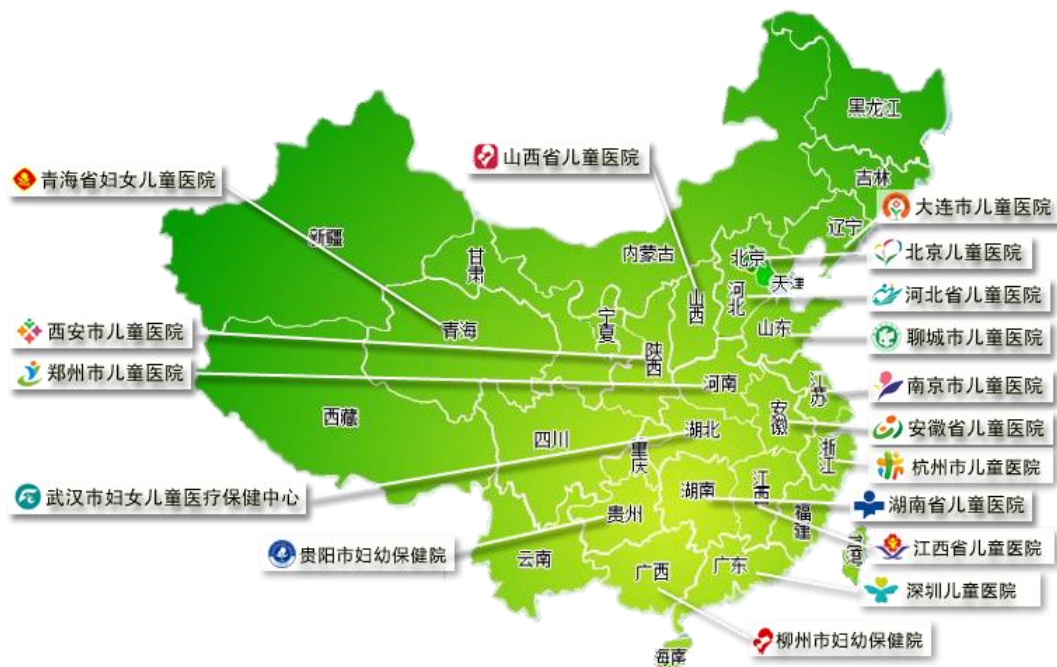 黑龙江
山西省儿童医院
青海省妇女儿童医院
吉林
大连市儿童医院
辽宁
新疆
内蒙古
北京
北京儿童医院
甘肃
天津
河北省儿童医院
河北
山西
宁夏
青海
山东
西安市儿童医院
聊城市儿童医院
陕西
郑州市儿童医院
河南
江苏
南京市儿童医院
西藏
安徽
四川
湖北
安徽省儿童医院
重庆
浙江
杭州市儿童医院
武汉市妇女儿童医疗保健中心
湖南
江西
湖南省儿童医院
贵州
福建
江西省儿童医院
贵阳市妇幼保健院
云南
台湾
广西
广东
深圳儿童医院
柳州市妇幼保健院
海南